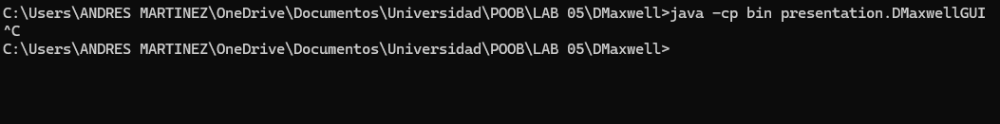 C:\Users\ANDRES MARTINEZ\OneDrive\Documentos\Universidad\POOB\LAB 05\DMaxwell>java -cp bin presentation.DMaxwellGUI
^C
C:\Users\ANDRES MARTINEZ\OneDrive\Documentos\Universidad\POOB\LAB 05\DMaxwell>